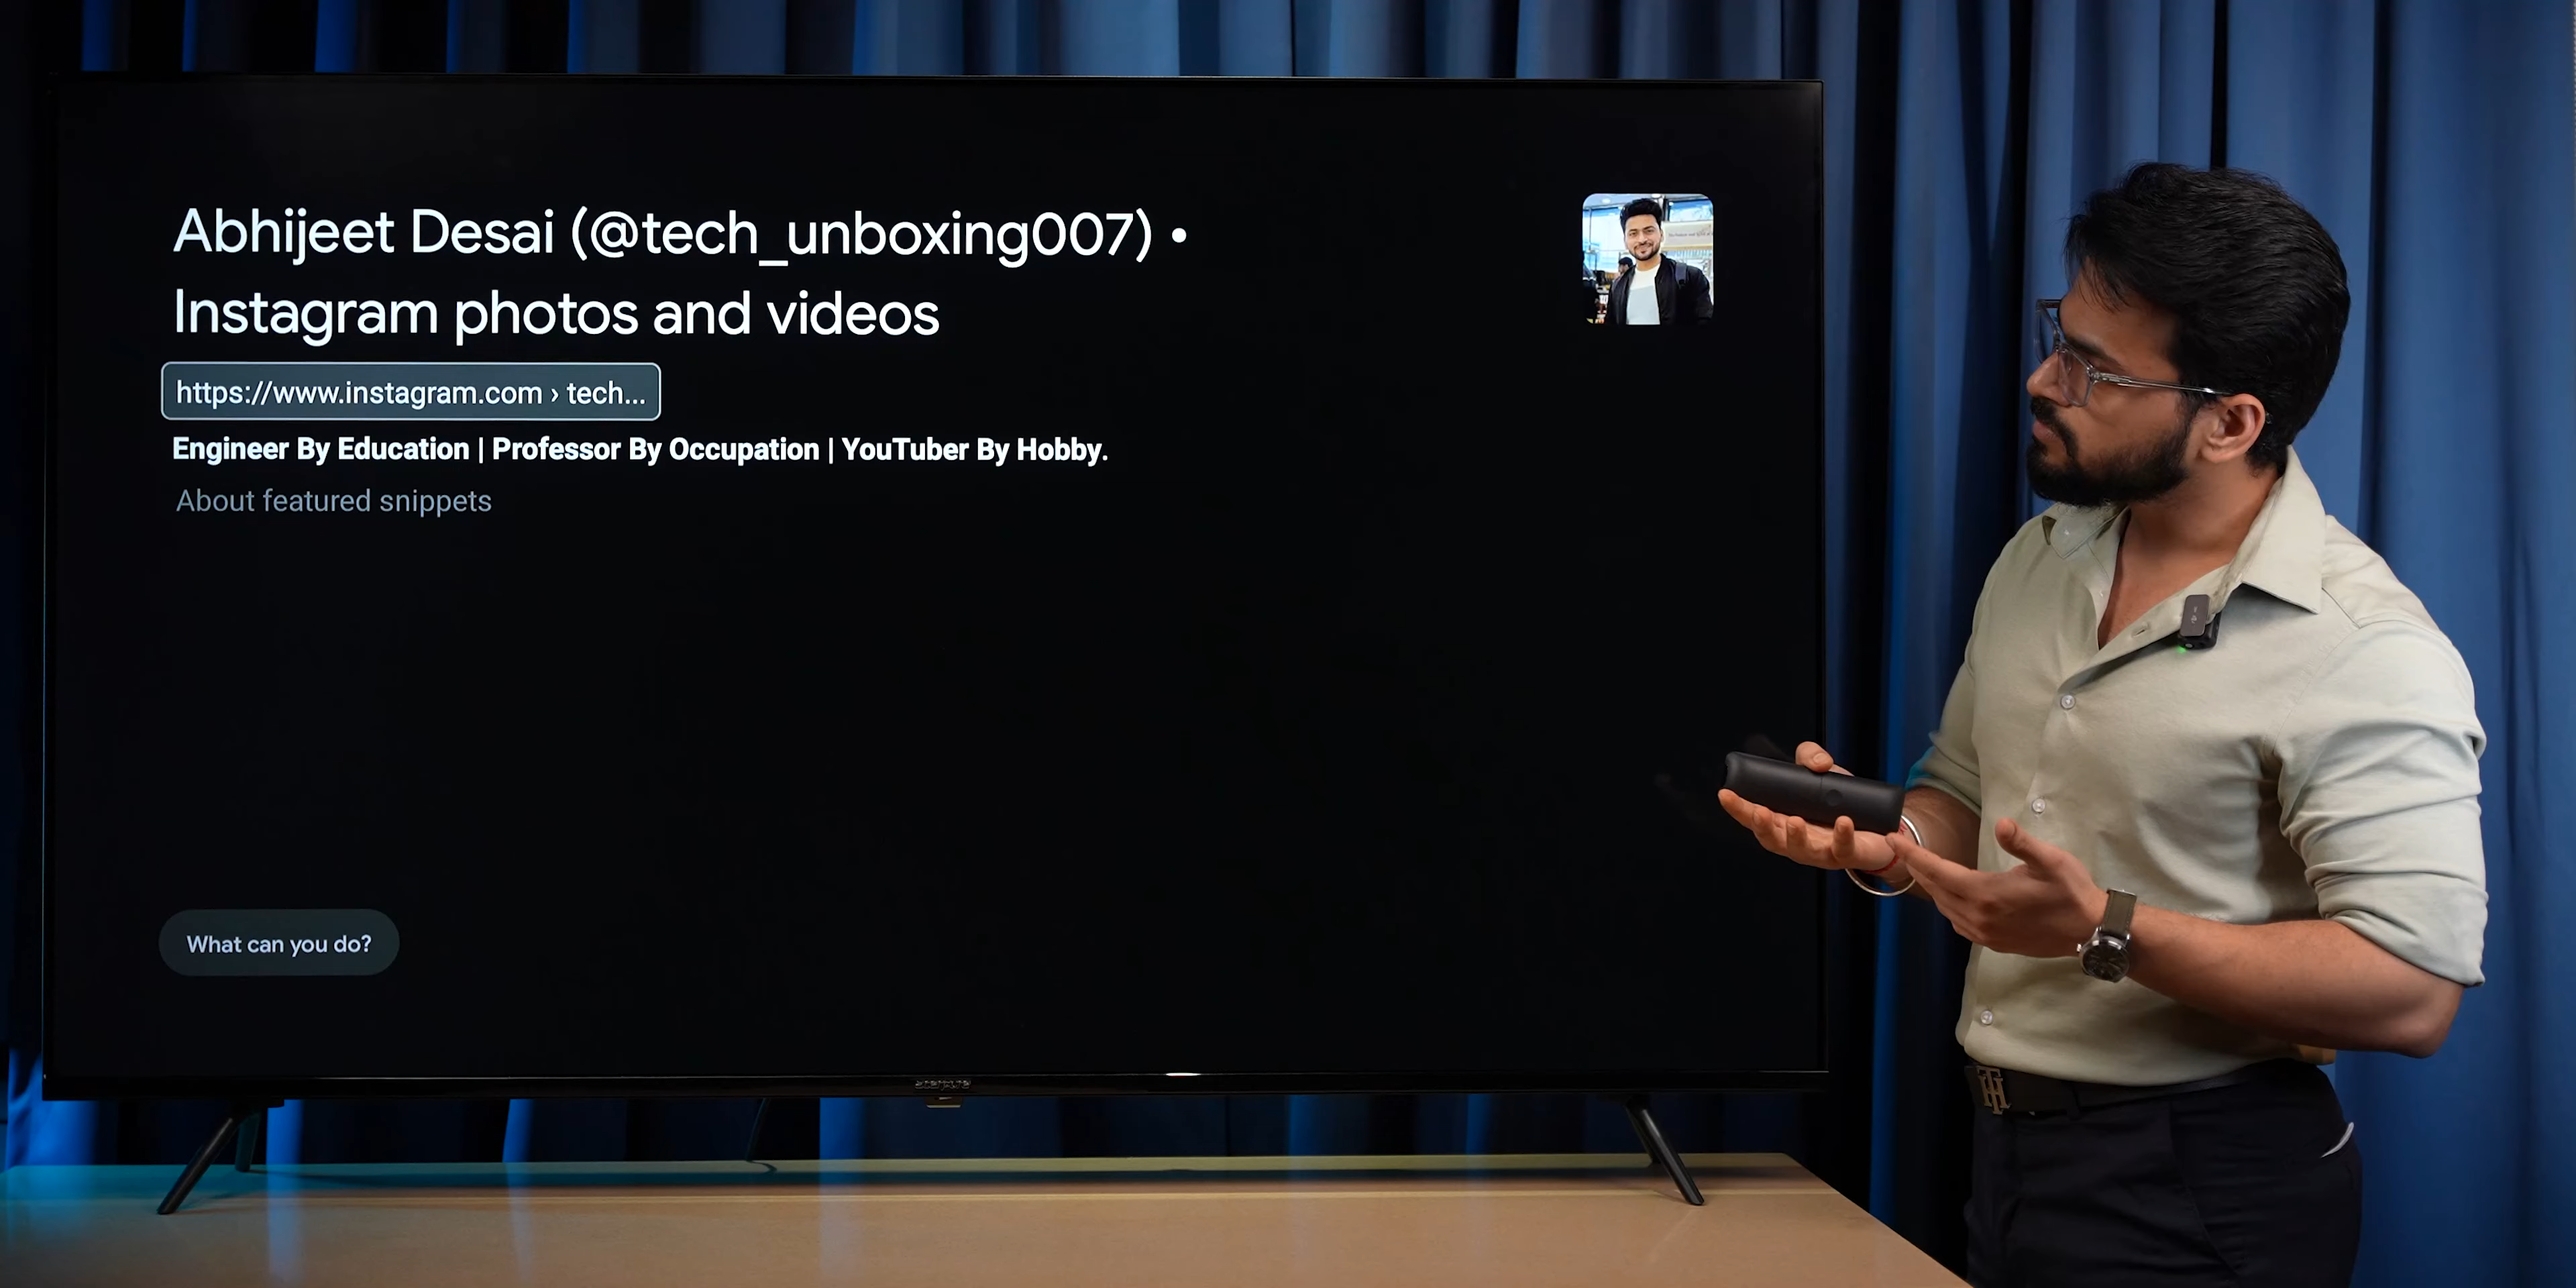 Abhijeet Desai (@tech_unboxing007) •
Instagram photos and videos
https://www.instagram.com › tech...
Engineer By Education | Professor By Occupation | YouTuber By Hobby.
About featured snippets
What can you do?